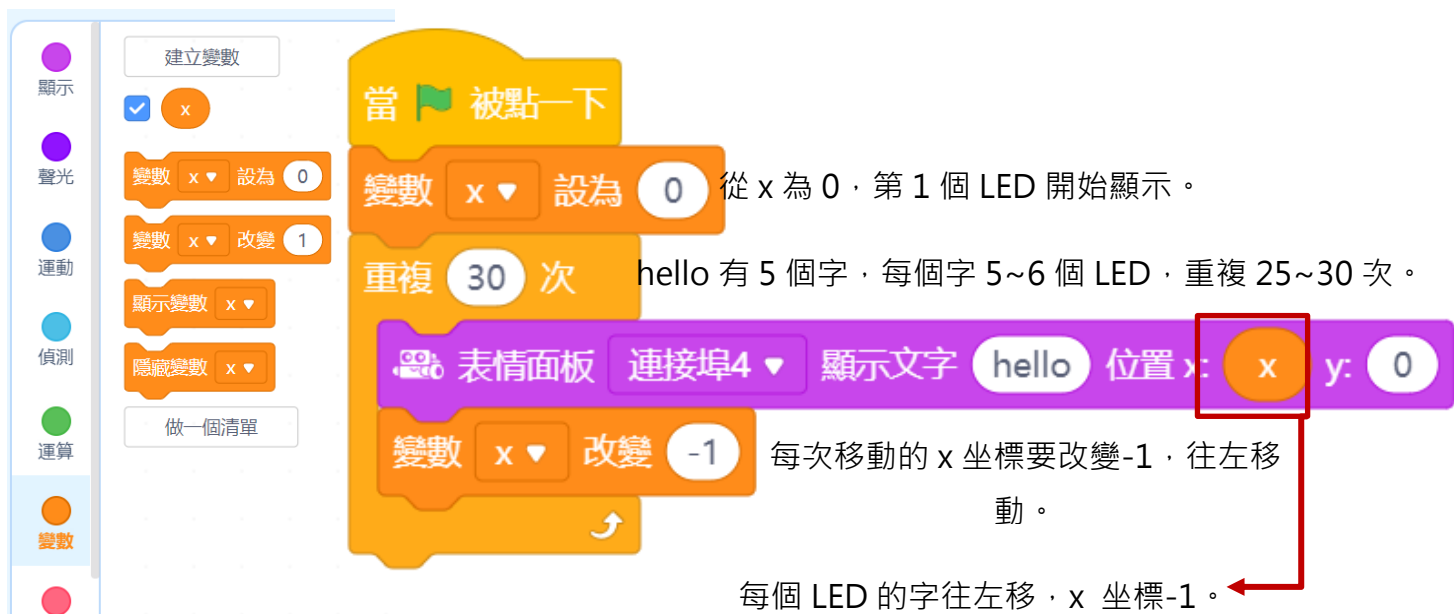 顯示
聲光
運動
偵測
運算
變數
建立變數
x
變數 x 設為 0
變數 x 改變 1
顯示變數 x
隱藏變數 x
做一個清單
當 被點一下
變數 x 設為 0
從 x 為 0，第 1 個 LED 開始顯示。
重複 30 次
hello 有 5 個字，每個字 5~6 個 LED，重複 25~30 次。
表情面板 連接埠4 顯示文字 hello 位置 x: x y: 0
變數 x 改變 -1
每次移動的 x 坐標要改變-1，往左移
動。
每個 LED 的字往左移，x 坐標-1。